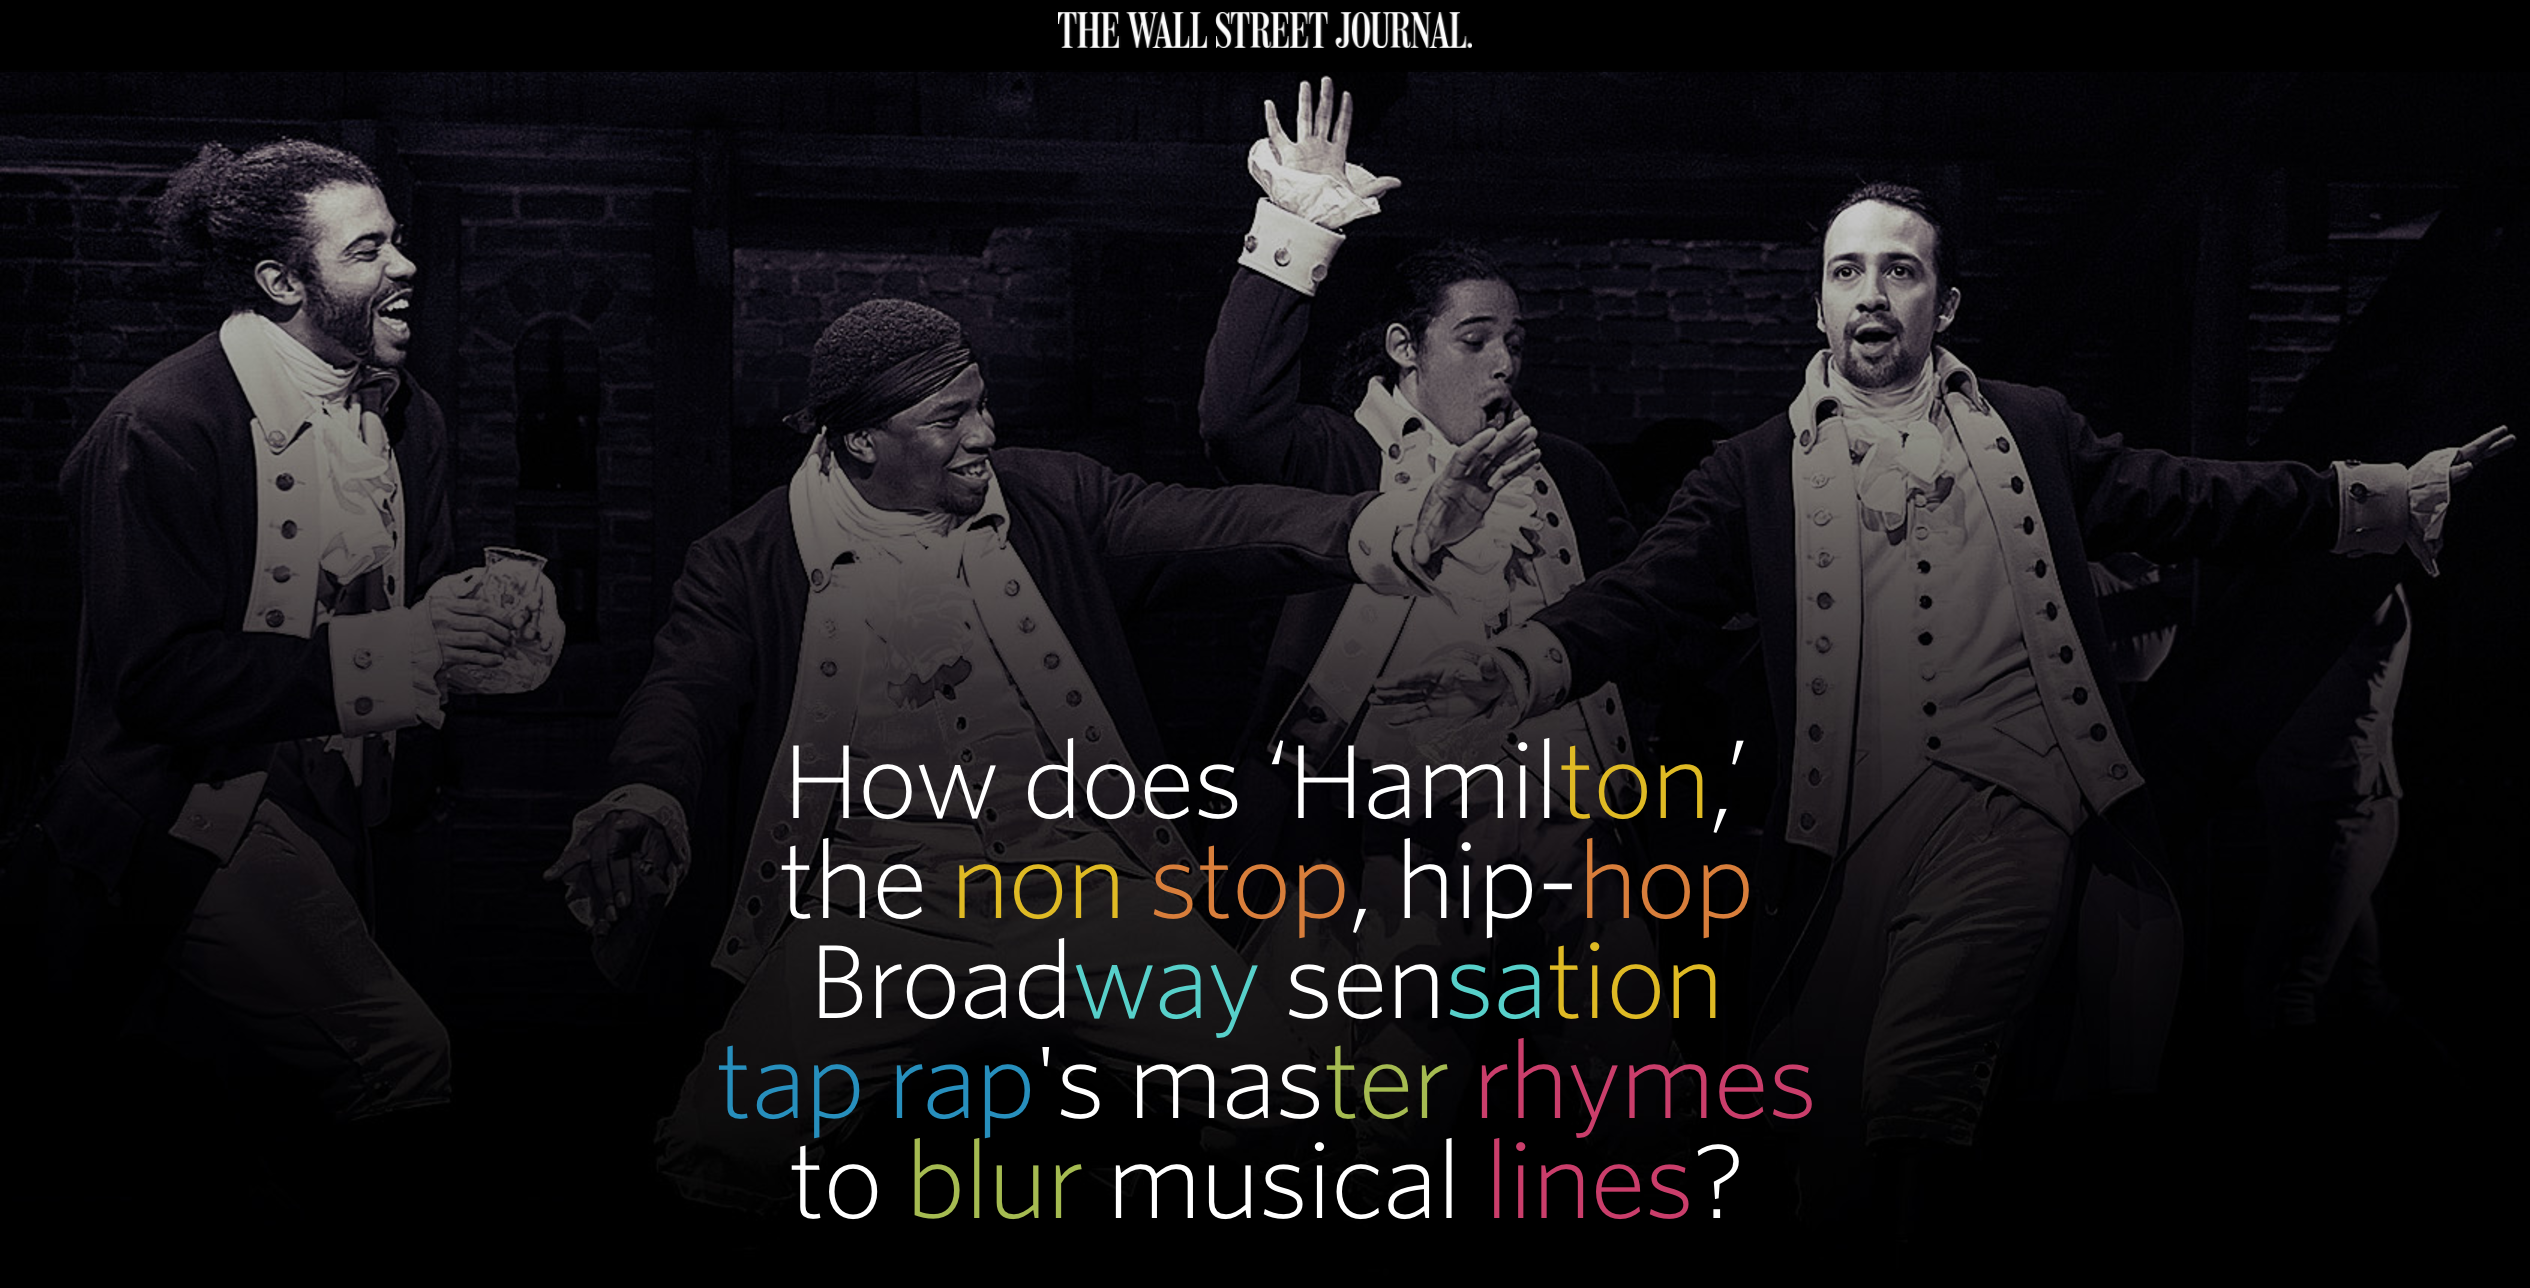 THE WALL STREET JOURNAL.
How does ‘Hamilton,’
the non stop, hip-hop
Broadway sensation
tap rap's master rhymes
to blur musical lines?